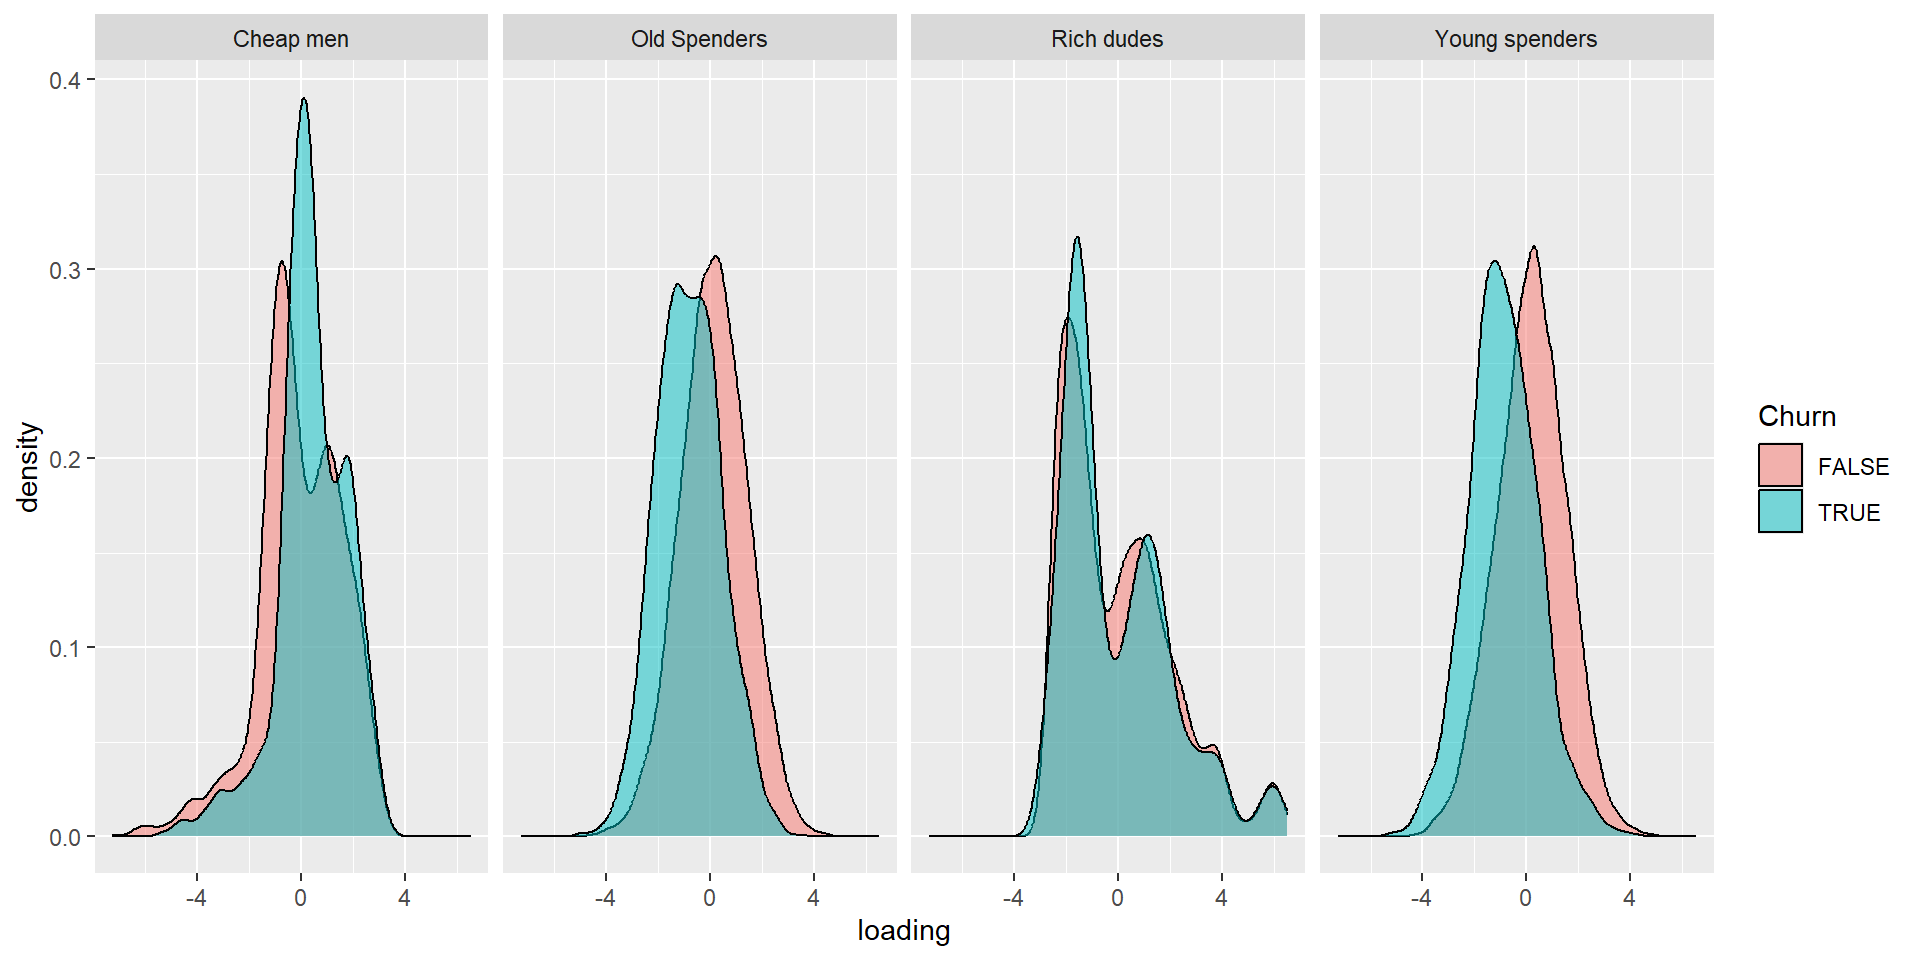 Cheap men
Old Spenders
Rich dudes
Young spenders
0.4
0.3
0.2
0.1
0.0
density
-4 0 4
-4 0 4
-4 0 4
-4 0 4
loading
Churn
FALSE
TRUE